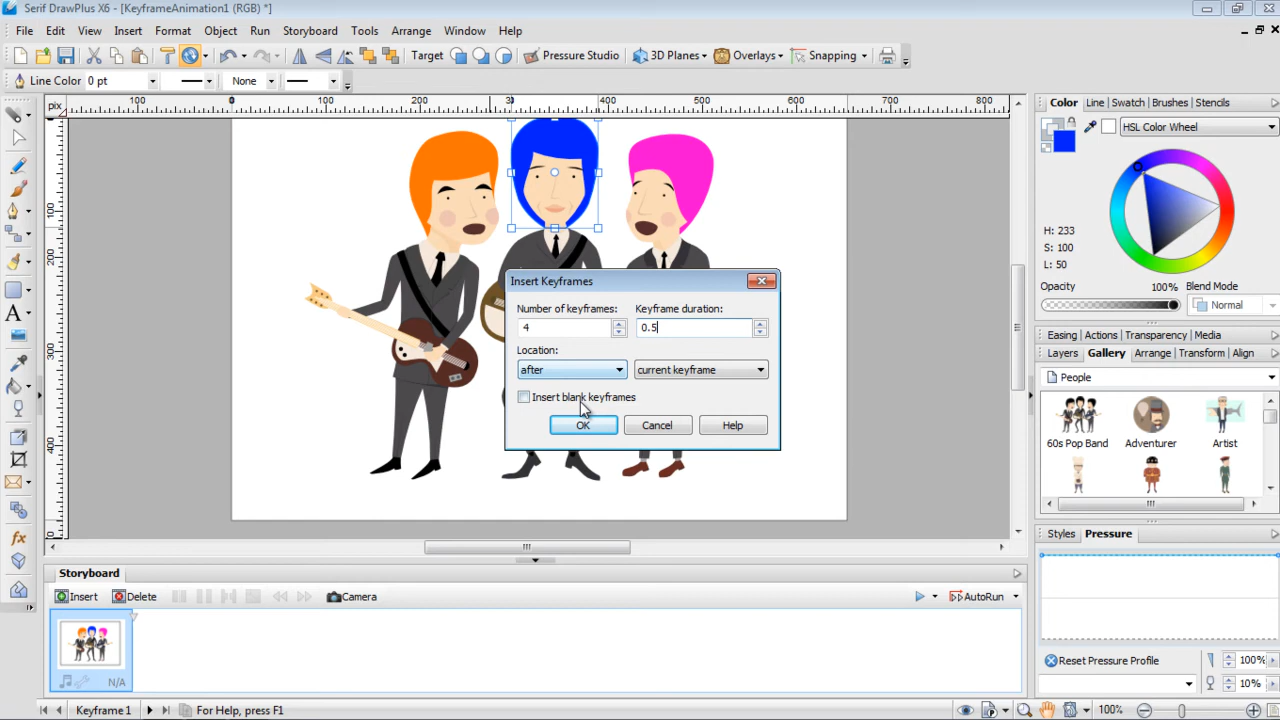 Serif DrawPlus X6 - [KeyframeAnimation1 (RGB) *]
File Edit View Insert Format Object Run Storyboard Tools Arrange Window Help
Target Pressure Studio 3D Planes Overlays Snapping
Line Color 0 pt None
pix 100 0 100 200 30 400 500 600 700 800
100
200
300
400
Color Line Swatch Brushes Stencils
HSL Color Wheel
H: 233
S: 100
L: 50
Opacity 100% Blend Mode
Normal
Easing Actions Transparency Media
Layers Gallery Arrange Transform Align
People
60s Pop Band Adventurer Artist
Styles Pressure
Reset Pressure Profile 100%
10%
Insert Keyframes
Number of keyframes: Keyframe duration:
4 0.5
Location:
after current keyframe
Insert blank keyframes
OK Cancel Help
Storyboard
Insert Delete Camera AutoRun
N/A
Keyframe 1 For Help, press F1 100%